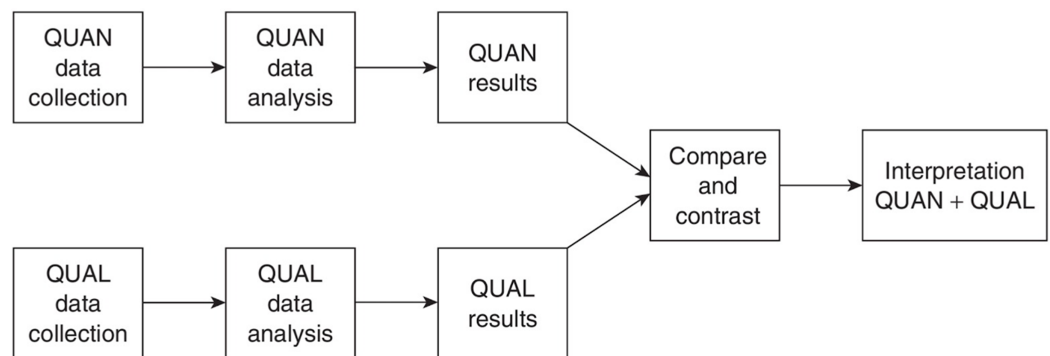 QUAN
data
collection
QUAN
data
analysis
QUAN
results
Compare
and
contrast
Interpretation
QUAN + QUAL
QUAL
data
collection
QUAL
data
analysis
QUAL
results